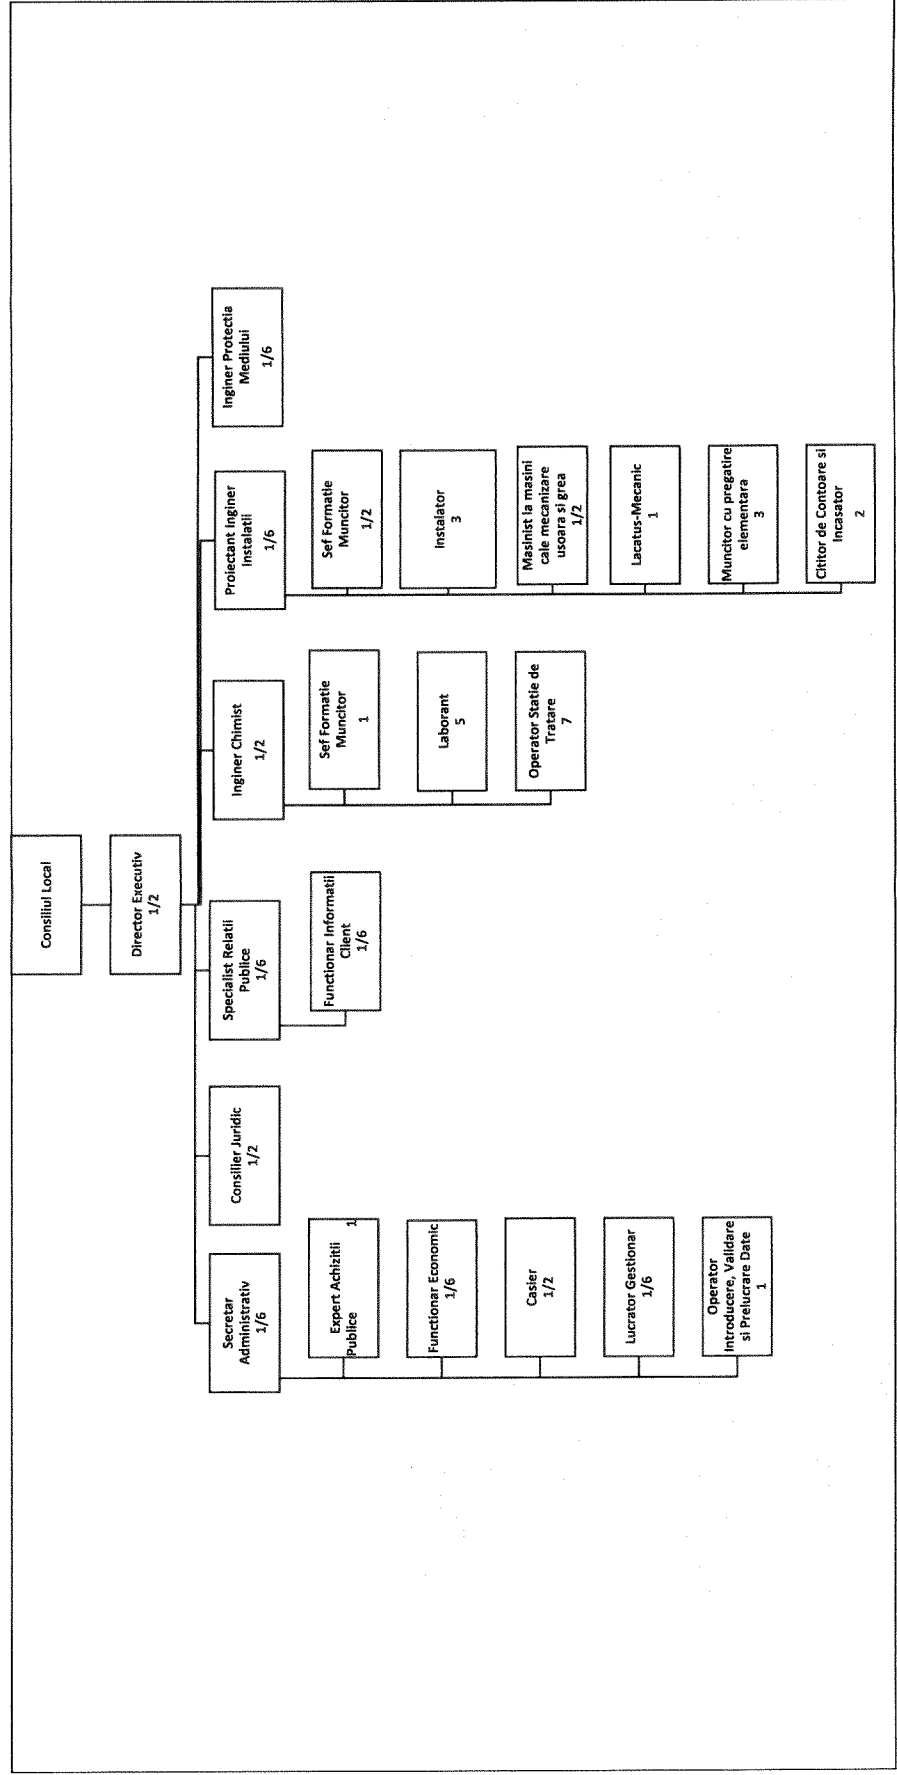 Consiliul Local
Director Executiv
1/2
Secretar
Administrativ
1/6
Consilier Juridic
1/2
Specialist Relatii
Publice
1/6
Inginer Chimist
1/2
Proiectant Inginer
Instalatii
1/6
Inginer Protectia
Mediului
1/6
Expert Achizitii 1
Publice
Functionar Economic
1/6
Casier
1/2
Lucrator Gestionar
1/6
Operator
Introducere, Validare
si Prelucrare Date
1
Functionar Informatii
Client
1/6
Sef Formatie
Muncitor
1
Laborant
5
Operator Statie de
Tratare
7
Sef Formatie
Muncitor
1/2
Instalator
3
Masinist la masini
cale mecanizare
usoara si grea
1/2
Lacatus-Mecanic
1
Muncitor cu pregatire
elementara
3
Cititor de Contoare si
Incasator
2